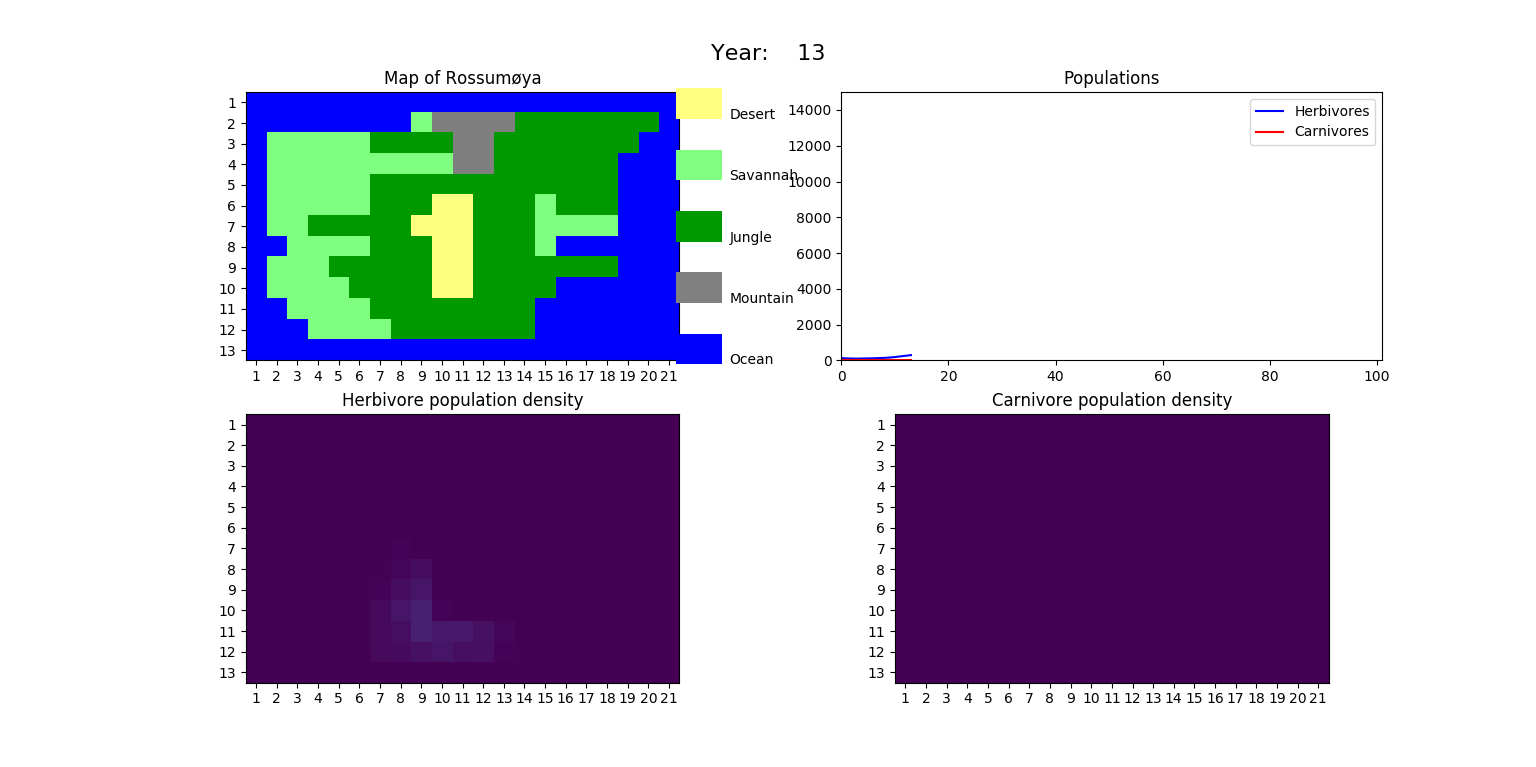 Year: 13
Map of Rossumøya
1
2
3
4
5
6
7
8
9
10
11
12
13
1 2 3 4 5 6 7 8 9 10 11 12 13 14 15 16 17 18 19 20 21
Desert
Savannah
Jungle
Mountain
Ocean
Populations
14000
12000
10000
8000
6000
4000
2000
0
0 20 40 60 80 100
Herbivores
Carnivores
Herbivore population density
1
2
3
4
5
6
7
8
9
10
11
12
13
1 2 3 4 5 6 7 8 9 10 11 12 13 14 15 16 17 18 19 20 21
Carnivore population density
1
2
3
4
5
6
7
8
9
10
11
12
13
1 2 3 4 5 6 7 8 9 10 11 12 13 14 15 16 17 18 19 20 21